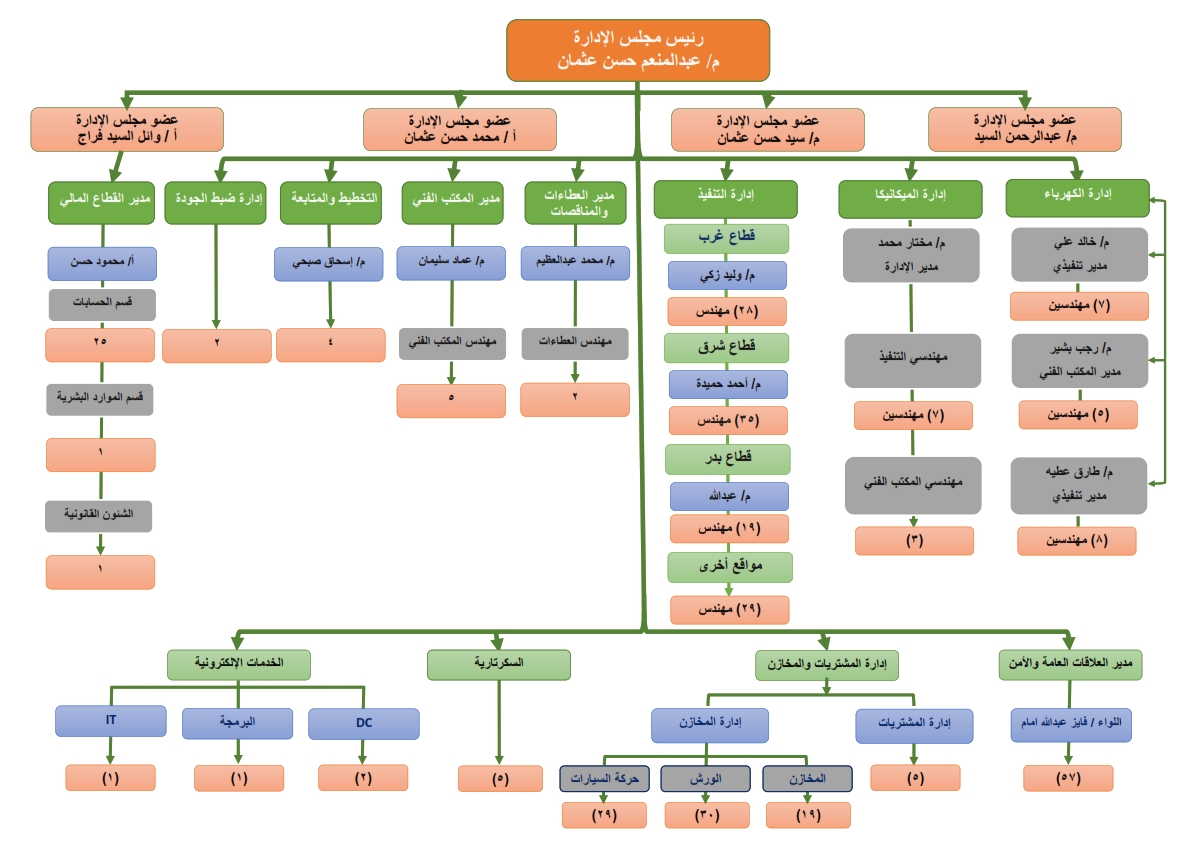 رئيس مجلس الإدارة
م/ عبدالمنعم حسن عثمان
عضو مجلس الإدارة
م/ عبدالرحمن السيد
عضو مجلس الإدارة
م/ سيد حسن عثمان
عضو مجلس الإدارة
أ / محمد حسن عثمان
عضو مجلس الإدارة
أ / وائل السيد فراج
إدارة الكهرباء
م/ خالد علي
مدير تنفيذي
(٧) مهندسين
م/ رجب بشير
مدير المكتب الفني
(٥) مهندسين
م/ طارق عطيه
مدير تنفيذي
(٨) مهندسين
إدارة الميكانيكا
م/ مختار محمد
مدير الإدارة
مهندسي التنفيذ
(٧) مهندسين
مهندسي المكتب الفني
(٣)
إدارة التنفيذ
قطاع غرب
م/ وليد زكي
(٢٨) مهندس
قطاع شرق
م/ أحمد حميدة
(٣٥) مهندس
قطاع بدر
م/ عبدالله
(١٩) مهندس
مواقع أخرى
(٢٩) مهندس
مدير العطاءات
والمناقصات
م/ محمد عبدالعظيم
مهندس العطاءات
٢
مدير المكتب الفني
م/ عماد سليمان
مهندس المكتب الفني
٥
التخطيط والمتابعة
م/ إسحاق صبحي
٤
إدارة ضبط الجودة
٢
مدير القطاع المالي
أ/ محمود حسن
قسم الحسابات
٢٥
قسم الموارد البشرية
١
الشئون القانونية
١
مدير العلاقات العامة والأمن
اللواء / فايز عبدالله امام
(٥٧)
إدارة المشتريات والمخازن
إدارة المشتريات
(٥)
إدارة المخازن
المخازن
(١٩)
الورش
(٣٠)
حركة السيارات
(٢٩)
السكرتارية
(٥)
الخدمات الإلكترونية
DC
(٢)
البرمجة
(١)
IT
(١)